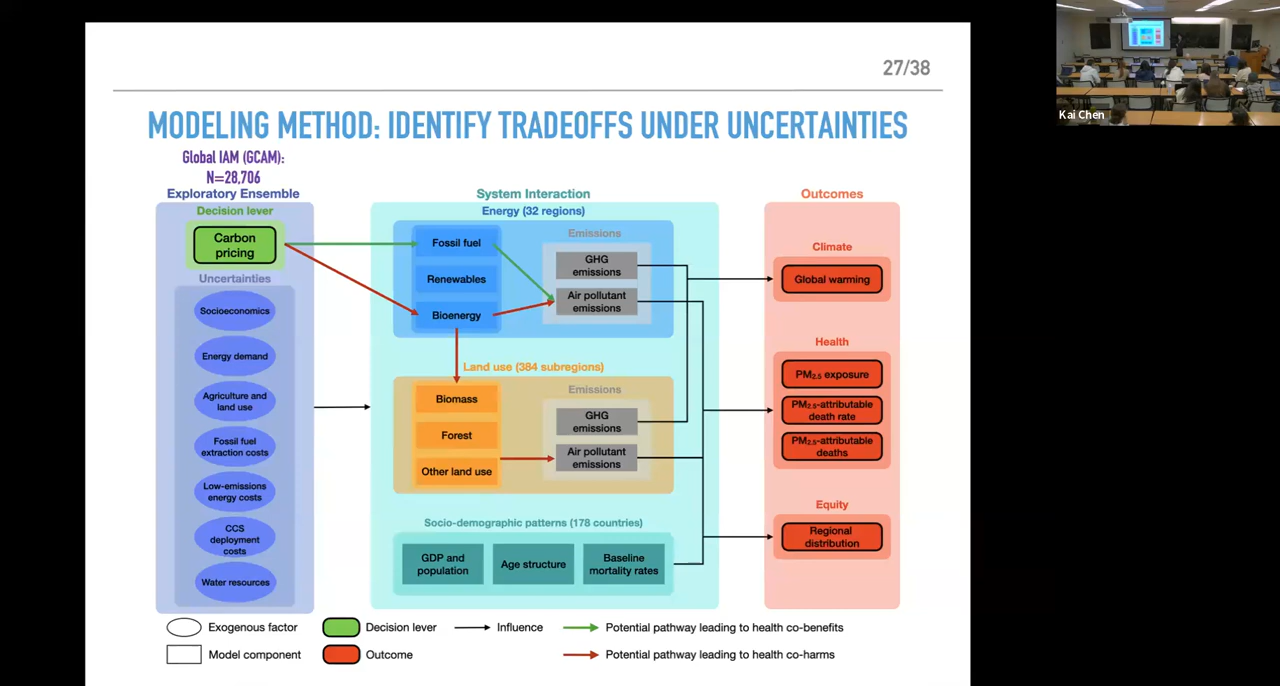 27/38
MODELING METHOD: IDENTIFY TRADEOFFS UNDER UNCERTAINTIES
Global IAM (GCAM):
N=28,706
Exploratory Ensemble
Decision lever
Carbon
pricing
Uncertainties
Socioeconomics
Energy demand
Agriculture and
land use
Fossil fuel
extraction costs
Low-emissions
energy costs
CCS
deployment
costs
Water resources
System Interaction
Energy (32 regions)
Fossil fuel
Renewables
Bioenergy
Emissions
GHG
emissions
Air pollutant
emissions
Land use (384 subregions)
Biomass
Forest
Other land use
Emissions
GHG
emissions
Air pollutant
emissions
Socio-demographic patterns (178 countries)
GDP and
population
Age structure
Baseline
mortality rates
Outcomes
Climate
Global warming
Health
PM2.5 exposure
PM2.5-attributable
death rate
PM2.5-attributable
deaths
Equity
Regional
distribution
Exogenous factor
Decision lever
Influence
Potential pathway leading to health co-benefits
Model component
Outcome
Potential pathway leading to health co-harms
Kai Chen